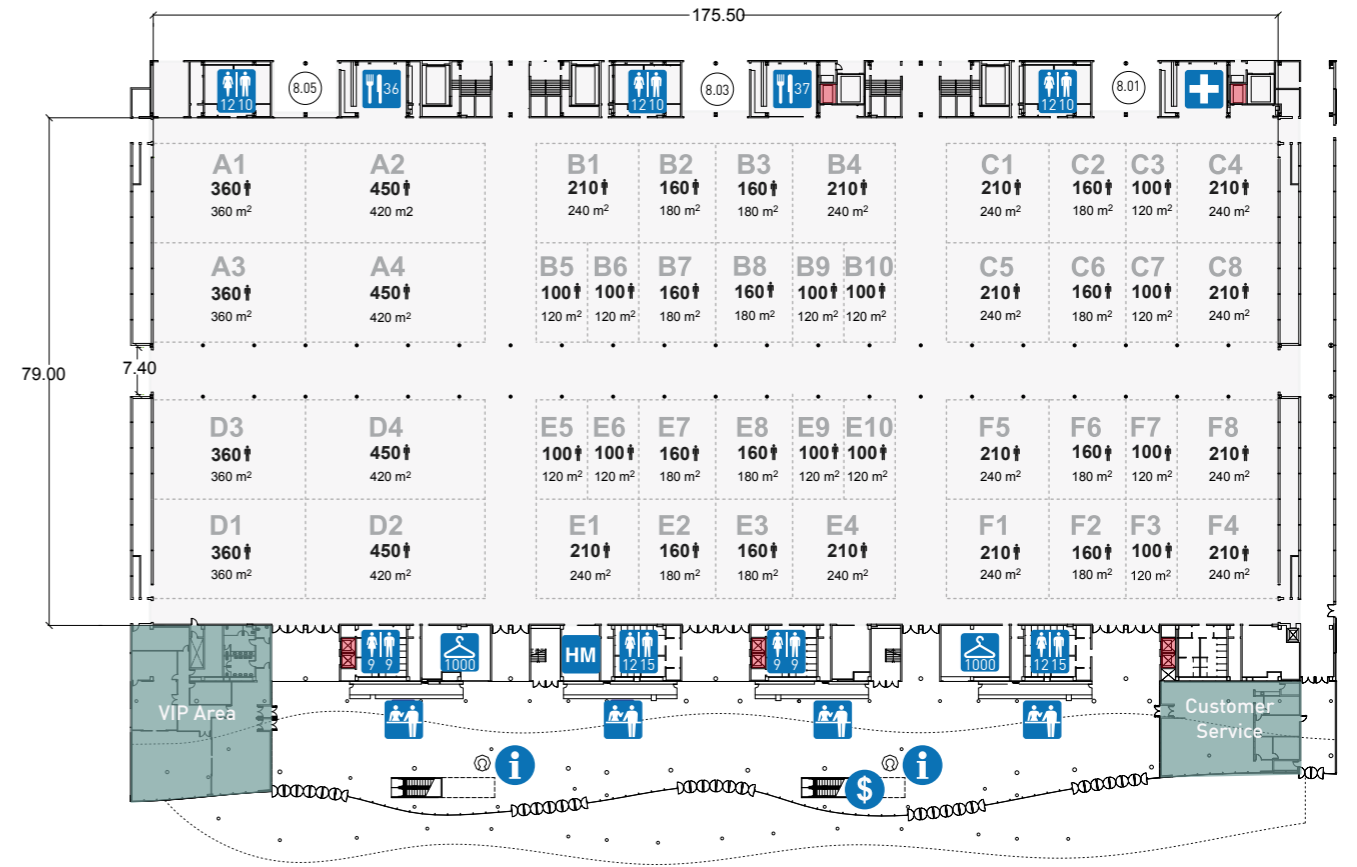 175.50
12 10
8.05
36
12 10
8.03
37
12 10
8.01
A1 A2 B1 B2 B3 B4 C1 C2 C3 C4
360 450 210 160 160 210 210 160 100 210
360 m² 420 m2 240 m² 180 m² 180 m² 240 m² 240 m² 180 m² 120 m² 240 m²
A3 A4 B5 B6 B7 B8 B9 B10 C5 C6 C7 C8
360 450 100 100 160 160 100 100 210 160 100 210
360 m² 420 m² 120 m² 120 m² 180 m² 180 m² 120 m² 120 m² 240 m² 180 m² 120 m² 240 m²
79.00
7.40
D3 D4 E5 E6 E7 E8 E9 E10 F5 F6 F7 F8
360 450 100 100 160 160 100 100 210 160 100 210
360 m² 420 m² 120 m² 120 m² 180 m² 180 m² 120 m² 120 m² 240 m² 180 m² 120 m² 240 m²
D1 D2 E1 E2 E3 E4 F1 F2 F3 F4
360 450 210 160 160 210 210 160 100 210
360 m² 420 m² 240 m² 180 m² 180 m² 240 m² 240 m² 180 m² 120 m² 240 m²
9 9
1000
HM
12 15
9 9
1000
12 15
VIP Area
Customer
Service
i
i
$